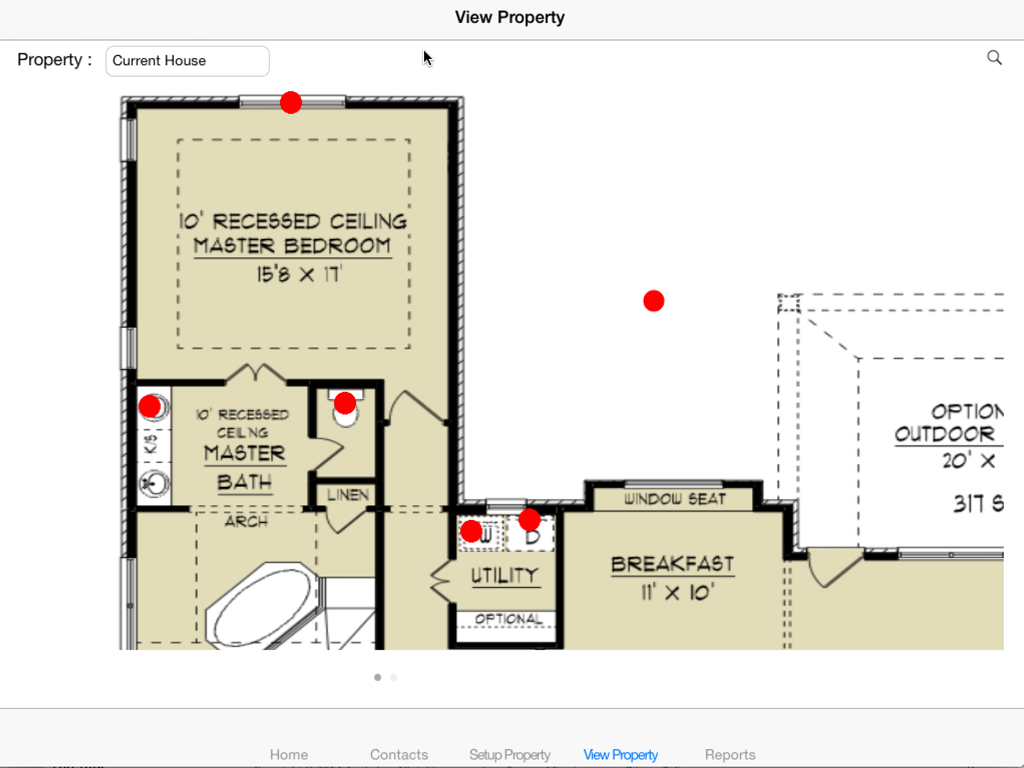 View Property
Property :
Current House
10' RECESSED CEILING
MASTER BEDROOM
15'8 X 17'
10' RECESSED
CEILING
MASTER
BATH
K/S
LINEN
ARCH
WINDOW SEAT
W
D
UTILITY
OPTIONAL
BREAKFAST
11' X 10'
OPTION
OUTDOOR
20' X
317 S
Home
Contacts
Setup Property
View Property
Reports